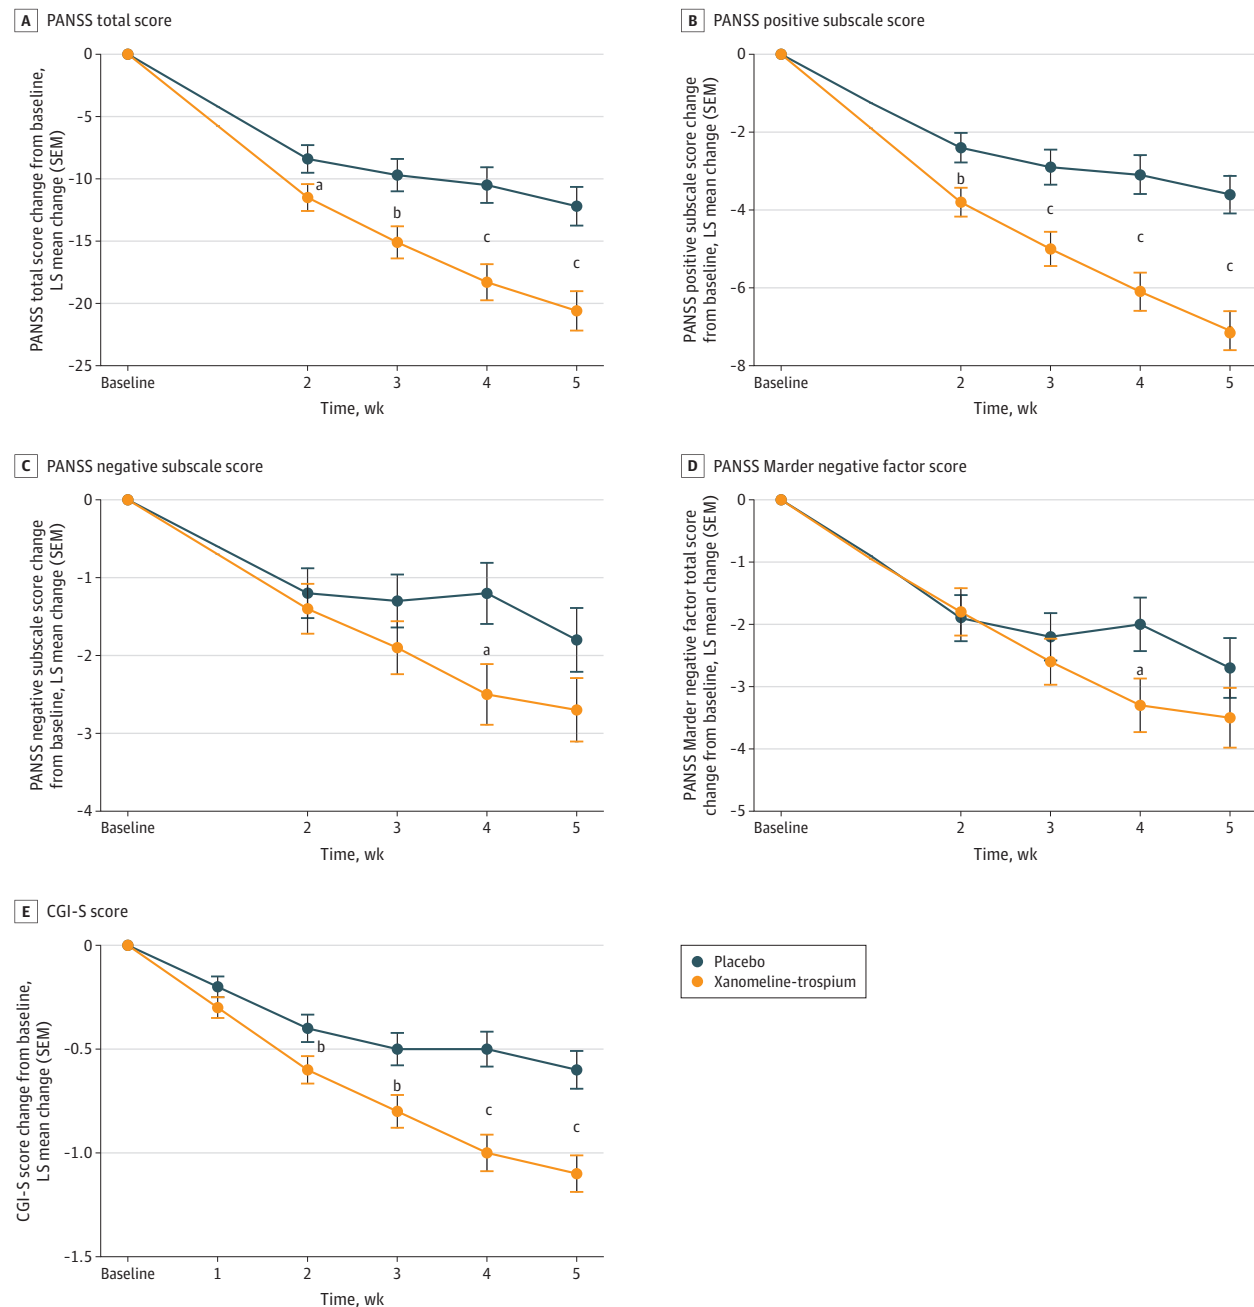 A PANSS total score
PANSS total score change from baseline,
LS mean change (SEM)
0
-5
-10
-15
-20
-25
a
b
c
c
Baseline 2 3 4 5
Time, wk
B PANSS positive subscale score
PANSS positive subscale score change
from baseline, LS mean change (SEM)
0
-2
-4
-6
-8
b
c
c
c
Baseline 2 3 4 5
Time, wk
C PANSS negative subscale score
PANSS negative subscale score change
from baseline, LS mean change (SEM)
0
-1
-2
-3
-4
a
Baseline 2 3 4 5
Time, wk
D PANSS Marder negative factor score
PANSS Marder negative factor total score
change from baseline, LS mean change (SEM)
0
-1
-2
-3
-4
-5
a
Baseline 2 3 4 5
Time, wk
E CGI-S score
CGI-S score change from baseline,
LS mean change (SEM)
0
-0.5
-1.0
-1.5
b
b
c
c
Baseline 1 2 3 4 5
Time, wk
Placebo
Xanomeline-trospium